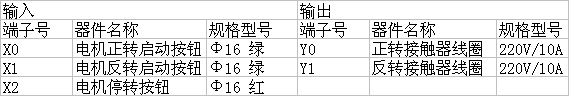 输入 输出
端子号 器件名称 规格型号 端子号 器件名称 规格型号
X0 电机正转启动按钮 Φ16 绿 Y0 正转接触器线圈 220V/10A
X1 电机反转启动按钮 Φ16 绿 Y1 反转接触器线圈 220V/10A
X2 电机停转按钮 Φ16 红